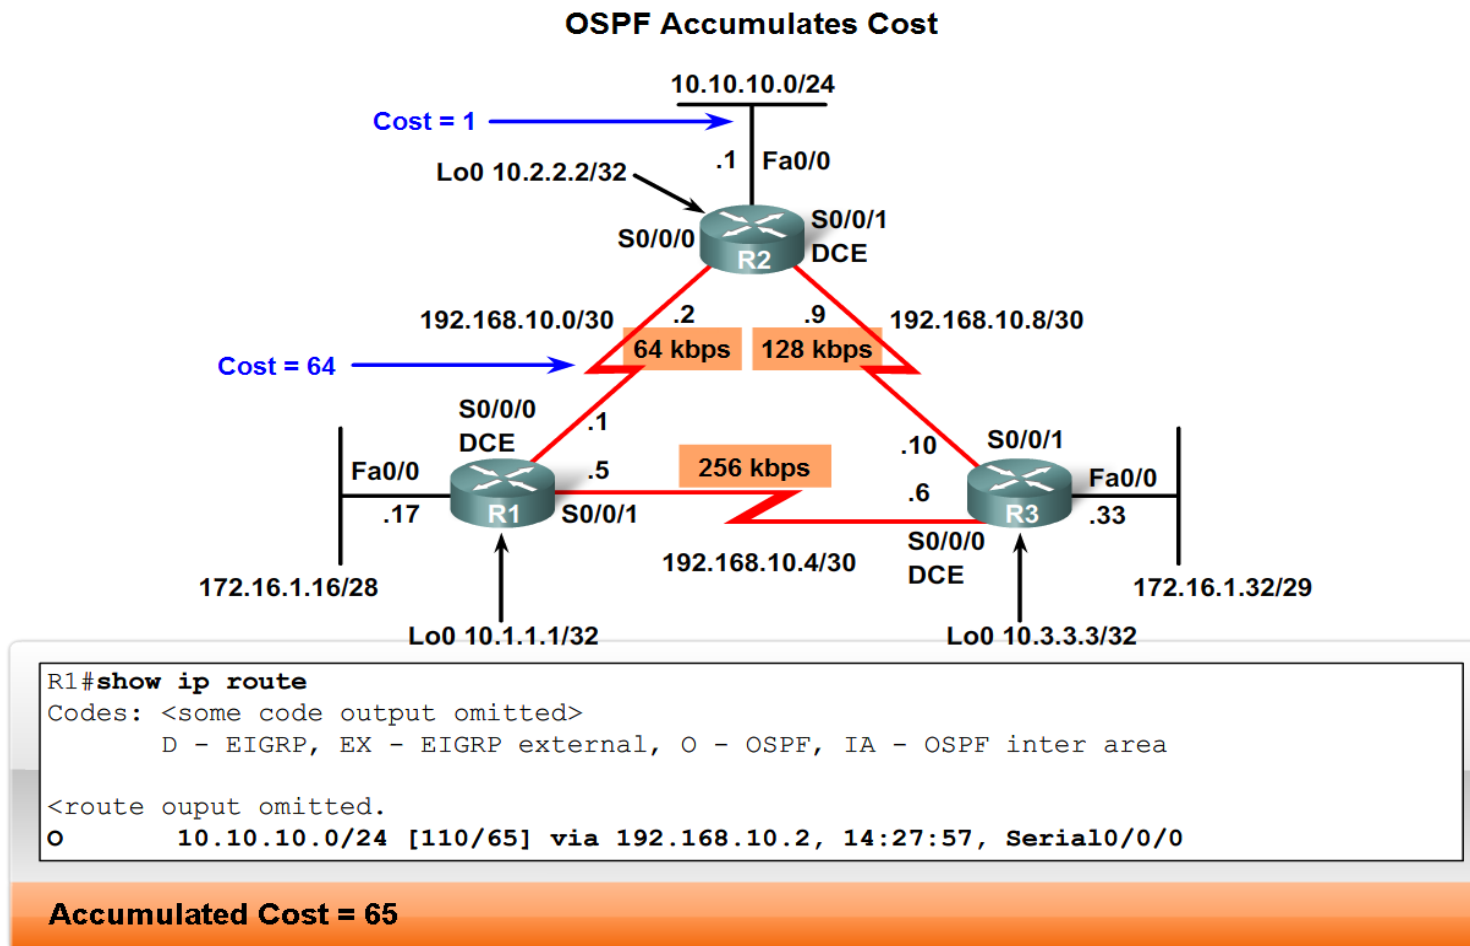 OSPF Accumulates Cost
10.10.10.0/24
Cost = 1
.1
Fa0/0
Lo0 10.2.2.2/32
S0/0/0
S0/0/1
DCE
R2
192.168.10.0/30
.2
.9
192.168.10.8/30
64 kbps
128 kbps
Cost = 64
S0/0/0
DCE
.1
.10
S0/0/1
Fa0/0
.5
256 kbps
.6
Fa0/0
.17
R1
S0/0/1
R3
.33
S0/0/0
DCE
192.168.10.4/30
172.16.1.16/28
172.16.1.32/29
Lo0 10.1.1.1/32
Lo0 10.3.3.3/32
R1#show ip route
Codes: <some code output omitted>
D - EIGRP, EX - EIGRP external, O - OSPF, IA - OSPF inter area
<route ouput omitted.
O 10.10.10.0/24 [110/65] via 192.168.10.2, 14:27:57, Serial0/0/0
Accumulated Cost = 65